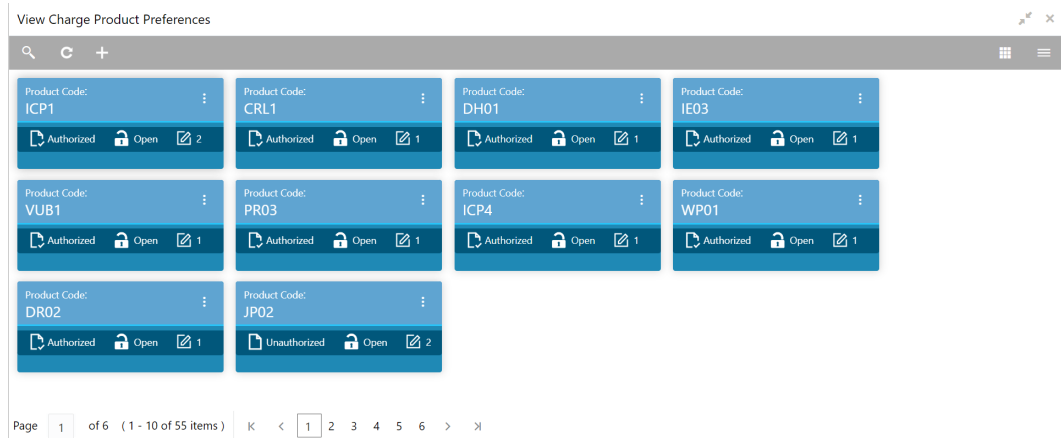 View Charge Product Preferences
Product Code:
ICP1
Authorized Open 2
Product Code:
CRL1
Authorized Open 1
Product Code:
DH01
Authorized Open 1
Product Code:
IE03
Authorized Open 1
Product Code:
VUB1
Authorized Open 1
Product Code:
PR03
Authorized Open 1
Product Code:
ICP4
Authorized Open 1
Product Code:
WP01
Authorized Open 1
Product Code:
DR02
Authorized Open 1
Product Code:
JP02
Unauthorized Open 2
Page 1 of 6 ( 1 - 10 of 55 items ) 1 2 3 4 5 6